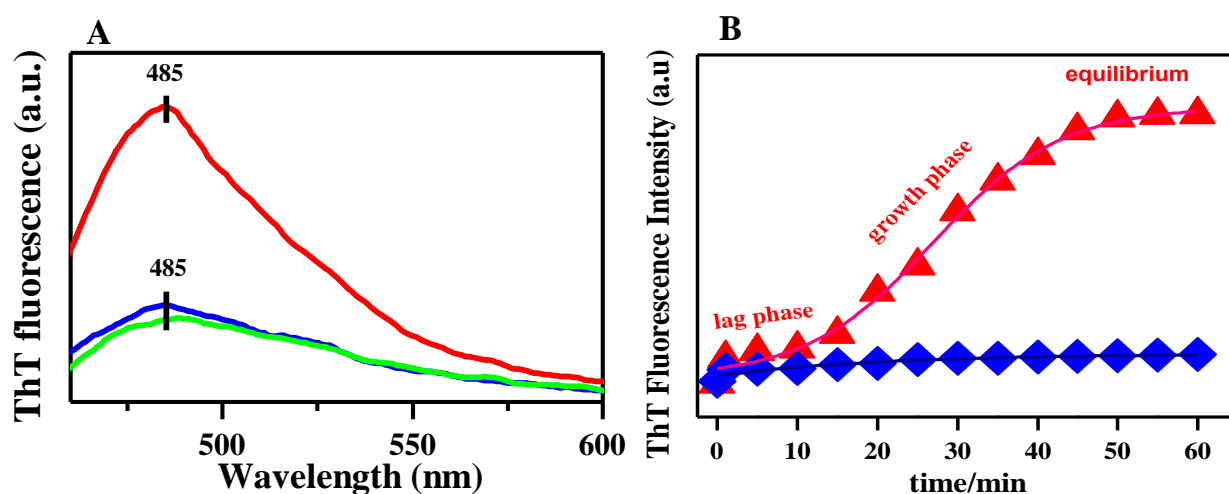 A
ThT fluorescence (a.u.)
485
485
500
550
600
Wavelength (nm)
B
ThT Fluorescence Intensity (a.u)
equilibrium
growth phase
lag phase
0
10
20
30
40
50
60
time/min